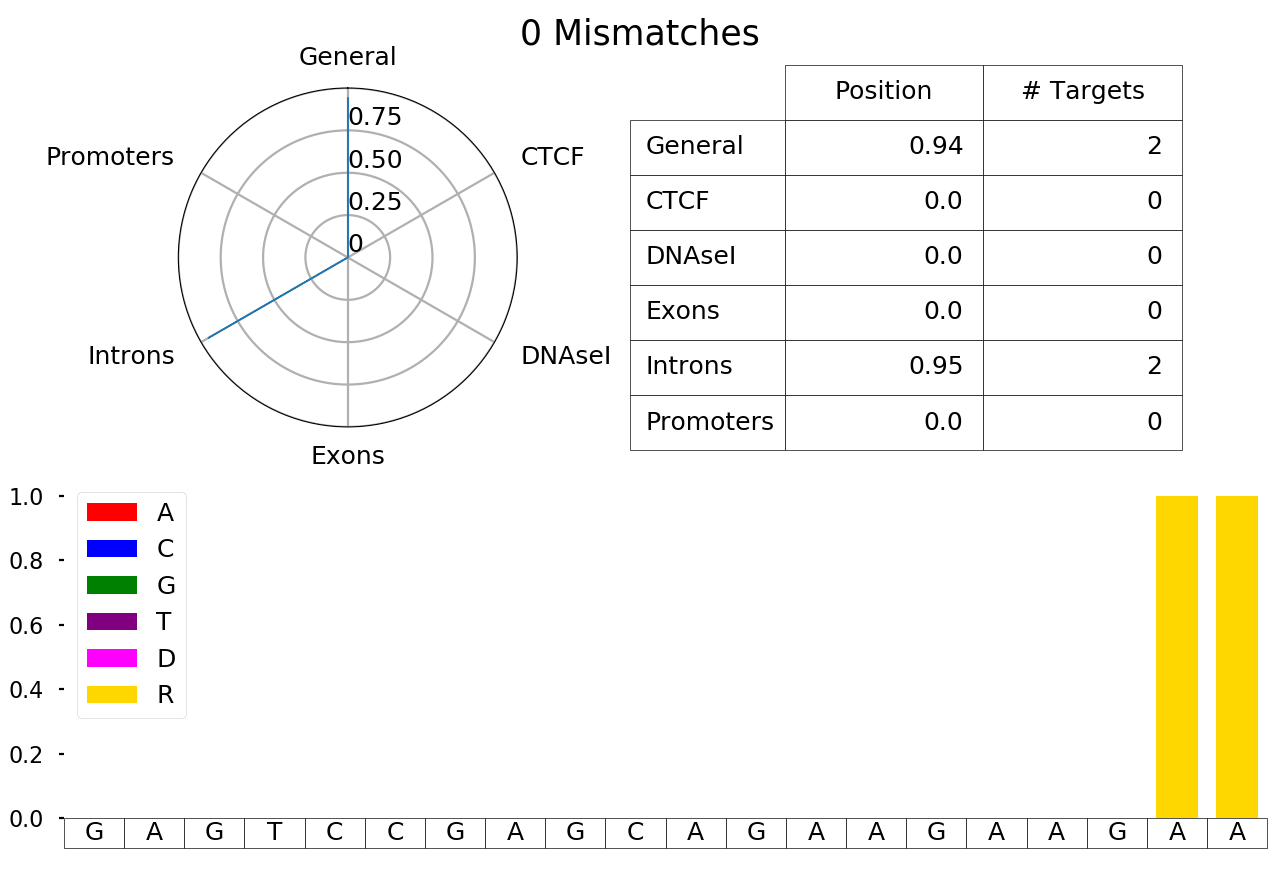 0 Mismatches
General
Promoters
CTCF
Introns
DNAseI
Exons
0.75
0.50
0.25
0
Position # Targets
General 0.94 2
CTCF 0.0 0
DNAseI 0.0 0
Exons 0.0 0
Introns 0.95 2
Promoters 0.0 0
1.0
0.8
0.6
0.4
0.2
0.0
A
C
G
T
D
R
G A G T C C G A G C A G A A G A A G A A